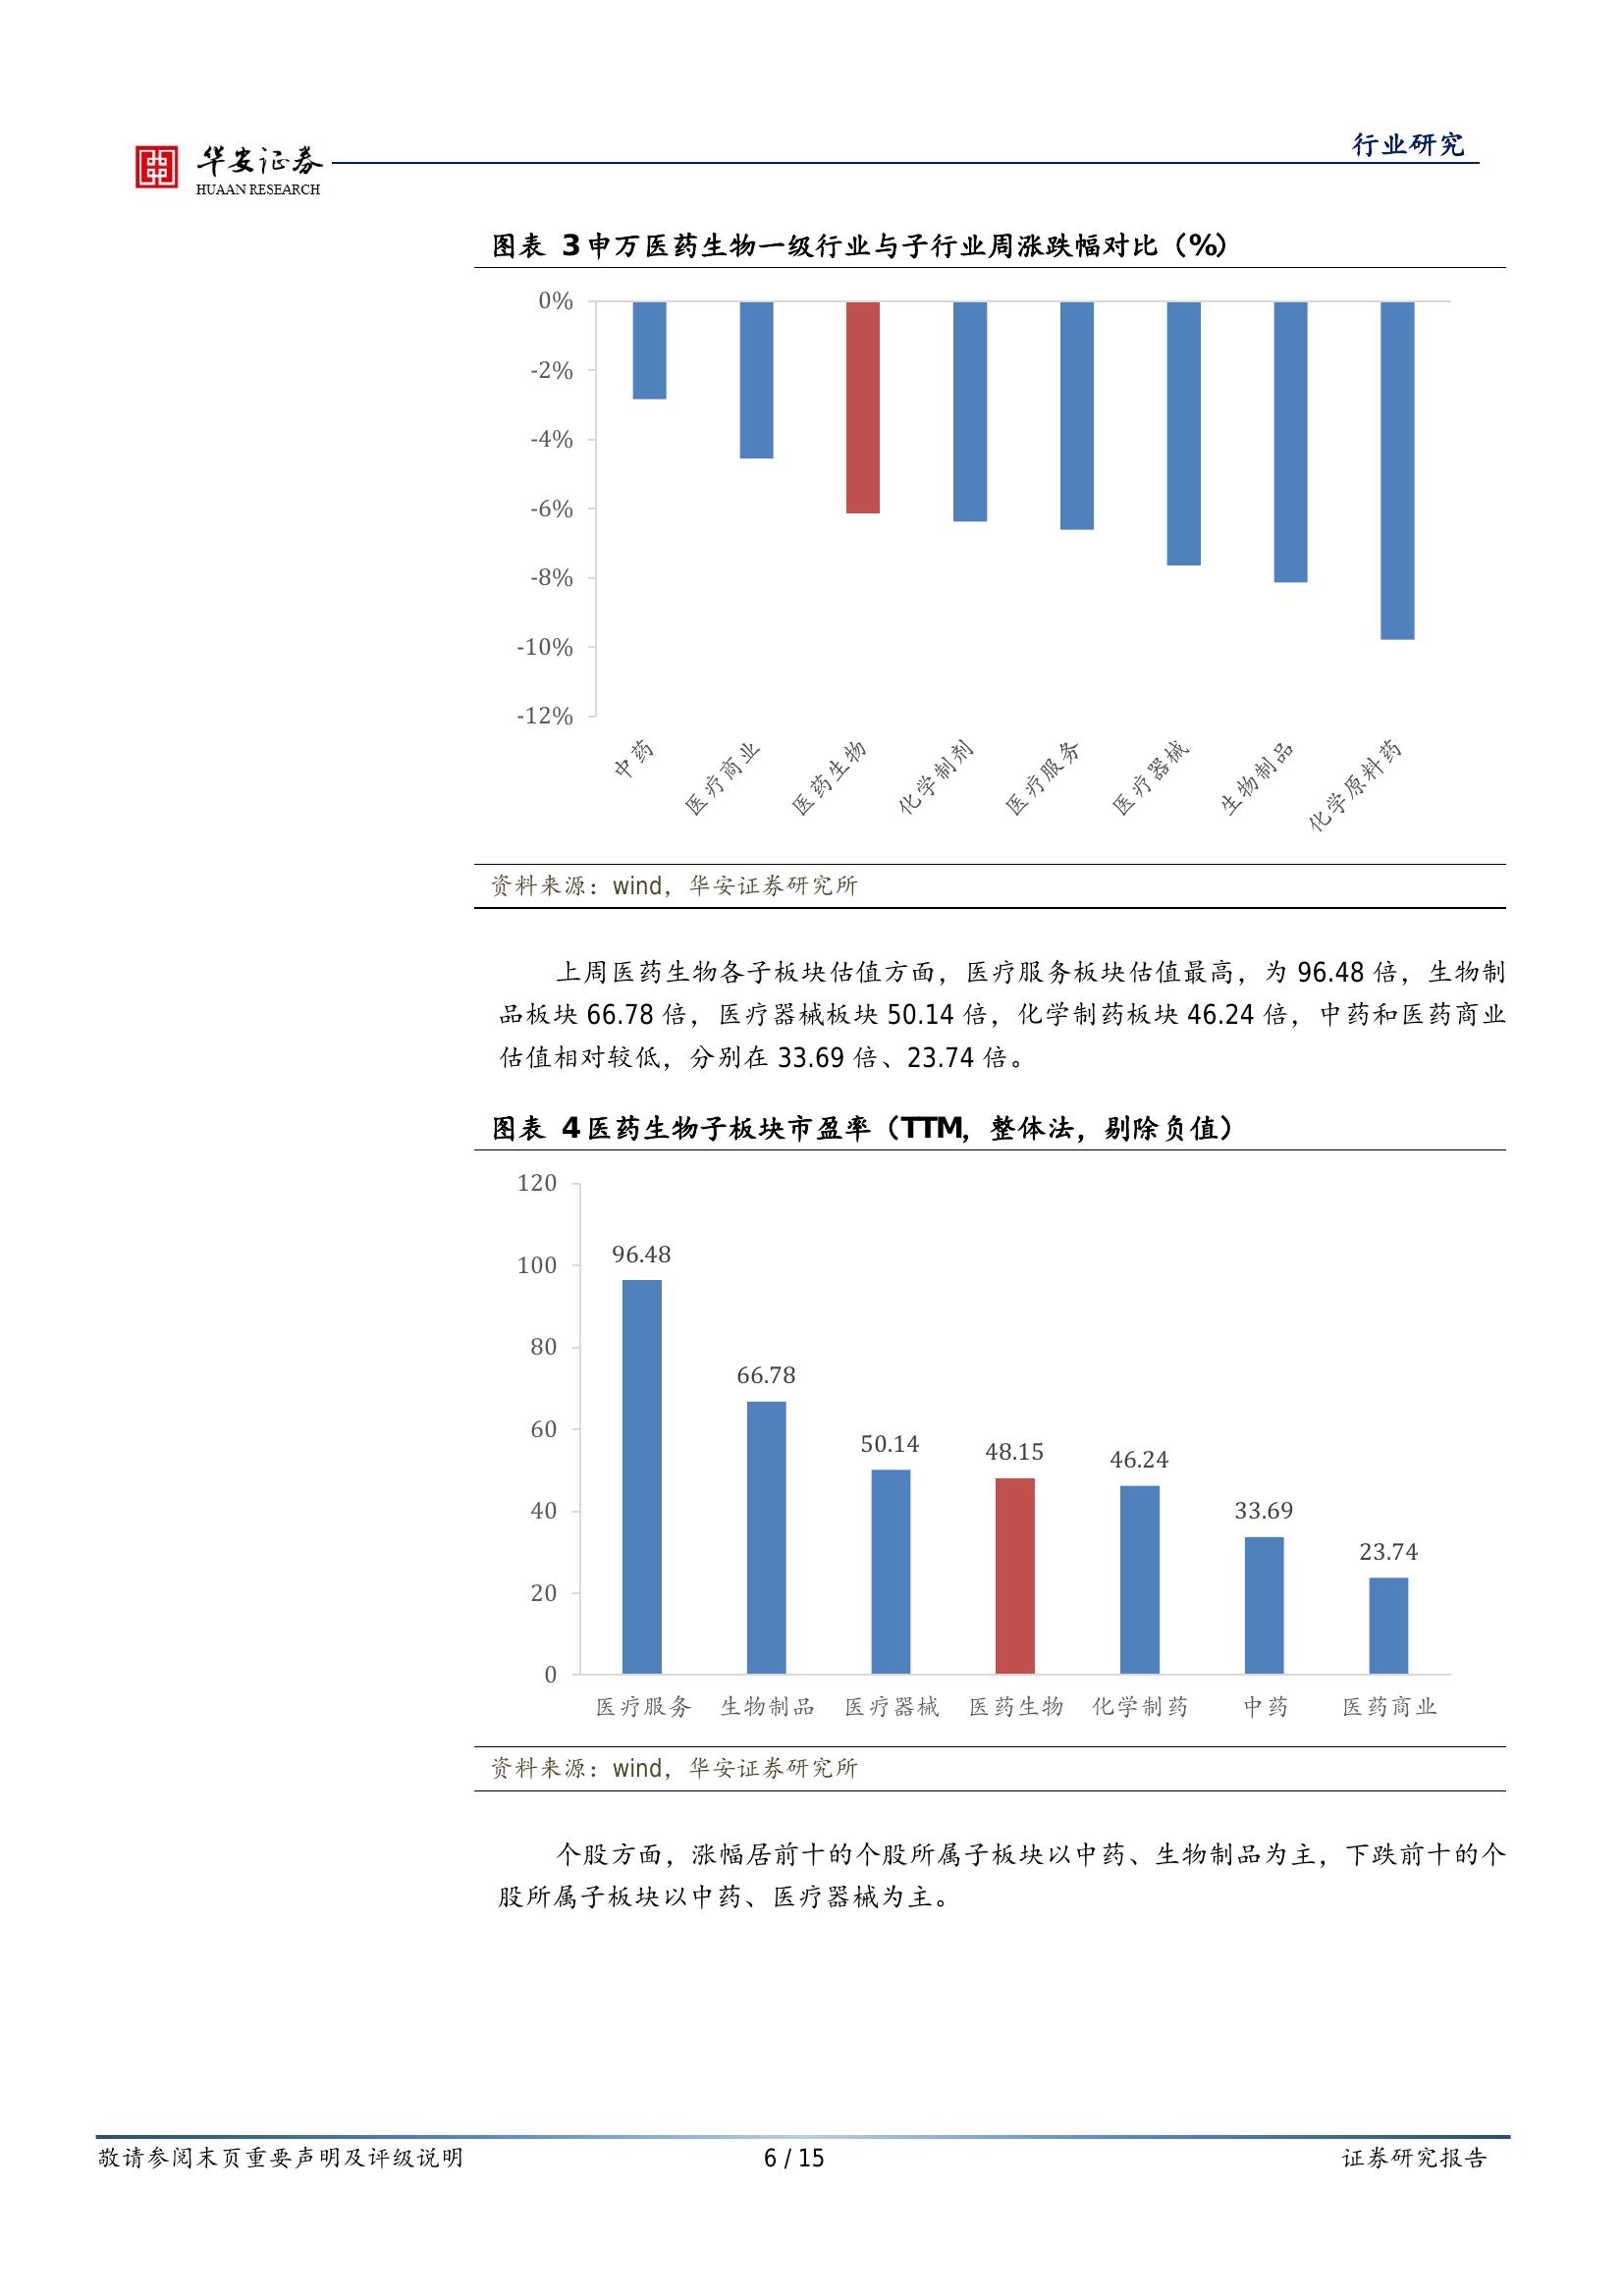 行业研究
华安证券
HUAAN RESEARCH
图表 3 申万医药生物一级行业与子行业周涨跌幅对比（%）
0%
-2%
-4%
-6%
-8%
-10%
-12%
中药
医疗商业
医药生物
化学制剂
医疗服务
医疗器械
生物制品
化学原料药
资料来源：wind，华安证券研究所
上周医药生物各子板块估值方面，医疗服务板块估值最高，为 96.48 倍，生物制
品板块 66.78 倍，医疗器械板块 50.14 倍，化学制药板块 46.24 倍，中药和医药商业
估值相对较低，分别在 33.69 倍、23.74 倍。
图表 4 医药生物子板块市盈率（TTM，整体法，剔除负值）
120
100
80
60
40
20
0
96.48
66.78
50.14
48.15
46.24
33.69
23.74
医疗服务 生物制品 医疗器械 医药生物 化学制药 中药 医药商业
资料来源：wind，华安证券研究所
个股方面，涨幅居前十的个股所属子板块以中药、生物制品为主，下跌前十的个
股所属子板块以中药、医疗器械为主。
敬请参阅末页重要声明及评级说明 6 / 15 证券研究报告